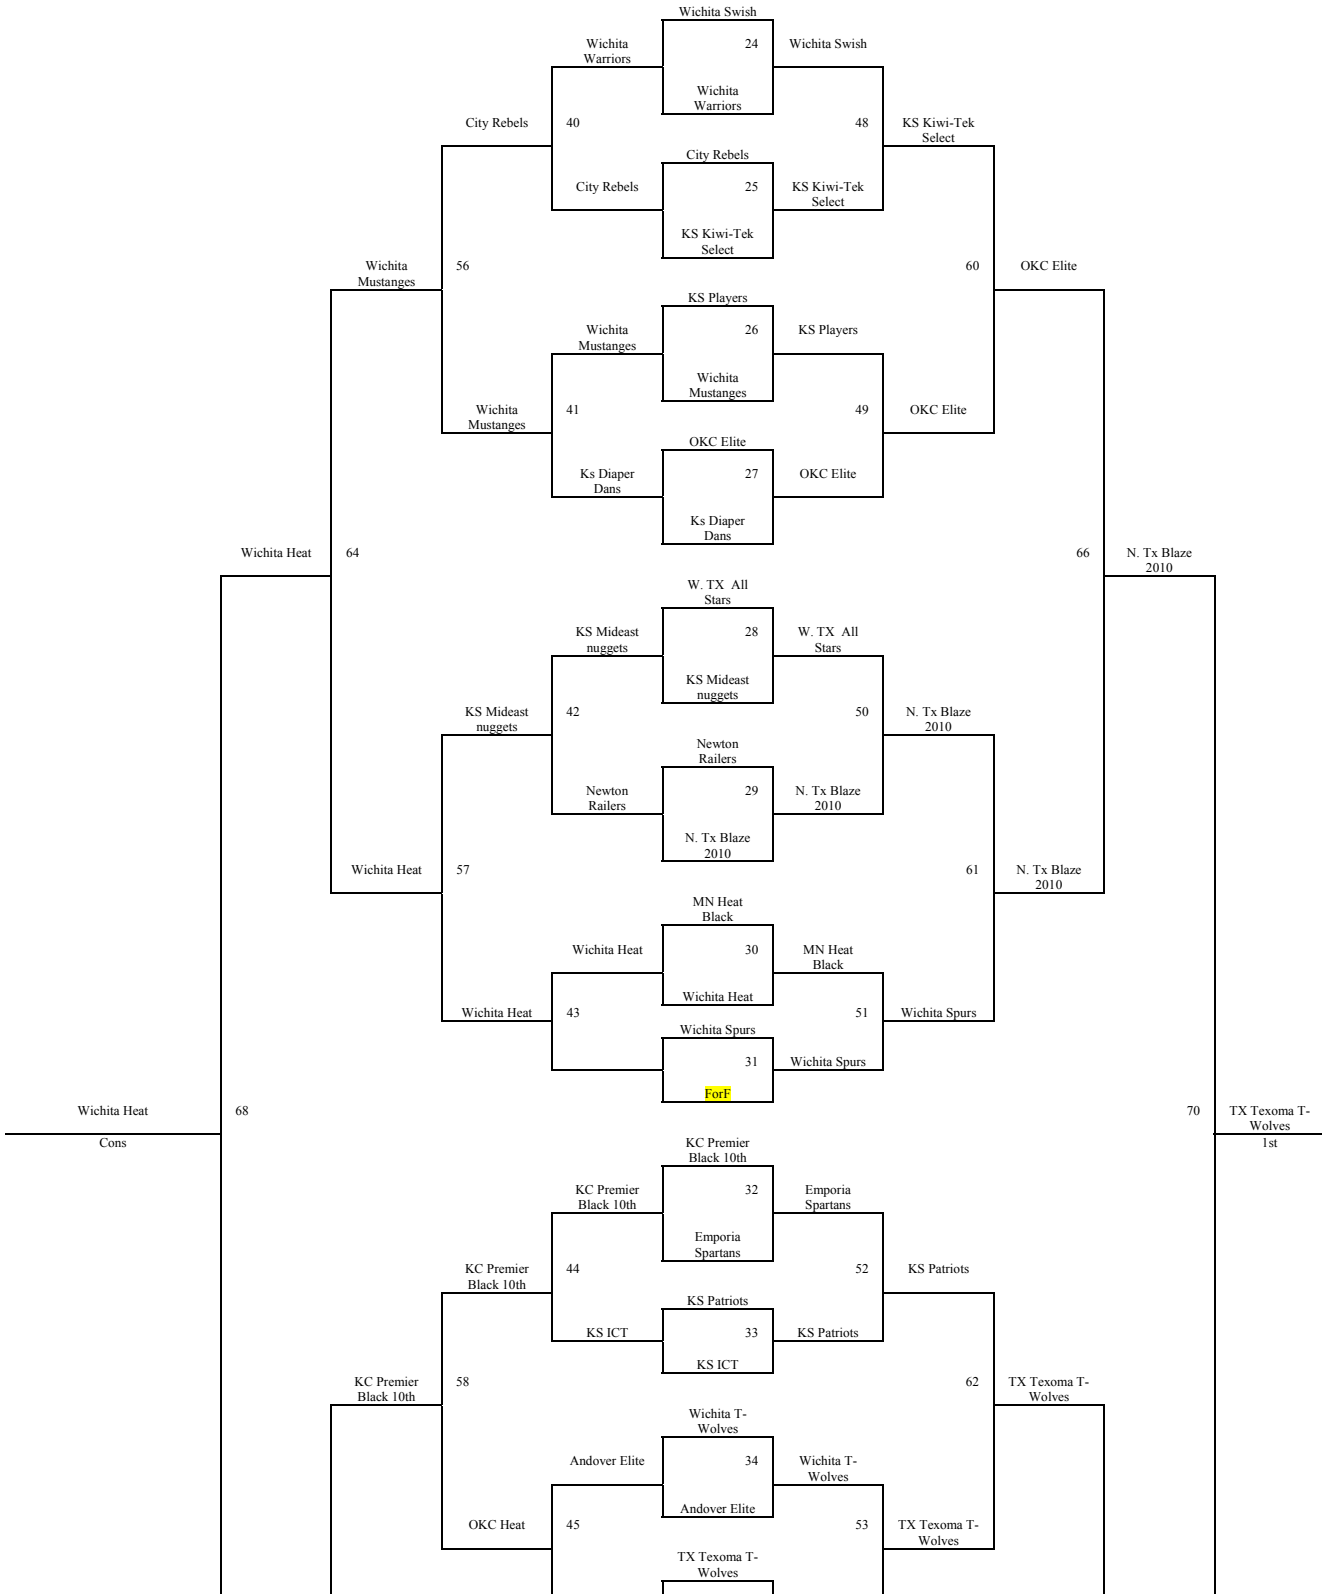 Wichita Swish
Wichita
Warriors
24
Wichita Swish
Wichita
Warriors
City Rebels
40
48
KS Kiwi-Tek
Select
City Rebels
City Rebels
25
KS Kiwi-Tek
Select
KS Kiwi-Tek
Select
Wichita
Mustanges
56
60
OKC Elite
KS Players
Wichita
Mustanges
26
KS Players
Wichita
Mustanges
Wichita
Mustanges
41
49
OKC Elite
OKC Elite
Ks Diaper
Dans
27
OKC Elite
Ks Diaper
Dans
Wichita Heat
64
66
N. Tx Blaze
2010
W. TX All
Stars
KS Mideast
nuggets
28
W. TX All
Stars
KS Mideast
nuggets
KS Mideast
nuggets
42
50
N. Tx Blaze
2010
Newton
Railers
Newton
Railers
29
N. Tx Blaze
2010
N. Tx Blaze
2010
Wichita Heat
57
61
N. Tx Blaze
2010
MN Heat
Black
Wichita Heat
30
MN Heat
Black
Wichita Heat
Wichita Heat
43
51
Wichita Spurs
Wichita Spurs
31
Wichita Spurs
ForF
Wichita Heat
Cons
68
70
TX Texoma T-
Wolves
1st
KC Premier
Black 10th
KC Premier
Black 10th
32
Emporia
Spartans
Emporia
Spartans
KC Premier
Black 10th
44
52
KS Patriots
KS Patriots
KS ICT
33
KS Patriots
KS ICT
KC Premier
Black 10th
58
62
TX Texoma T-
Wolves
Wichita T-
Wolves
Andover Elite
34
Wichita T-
Wolves
Andover Elite
OKC Heat
45
53
TX Texoma T-
Wolves
TX Texoma T-
Wolves